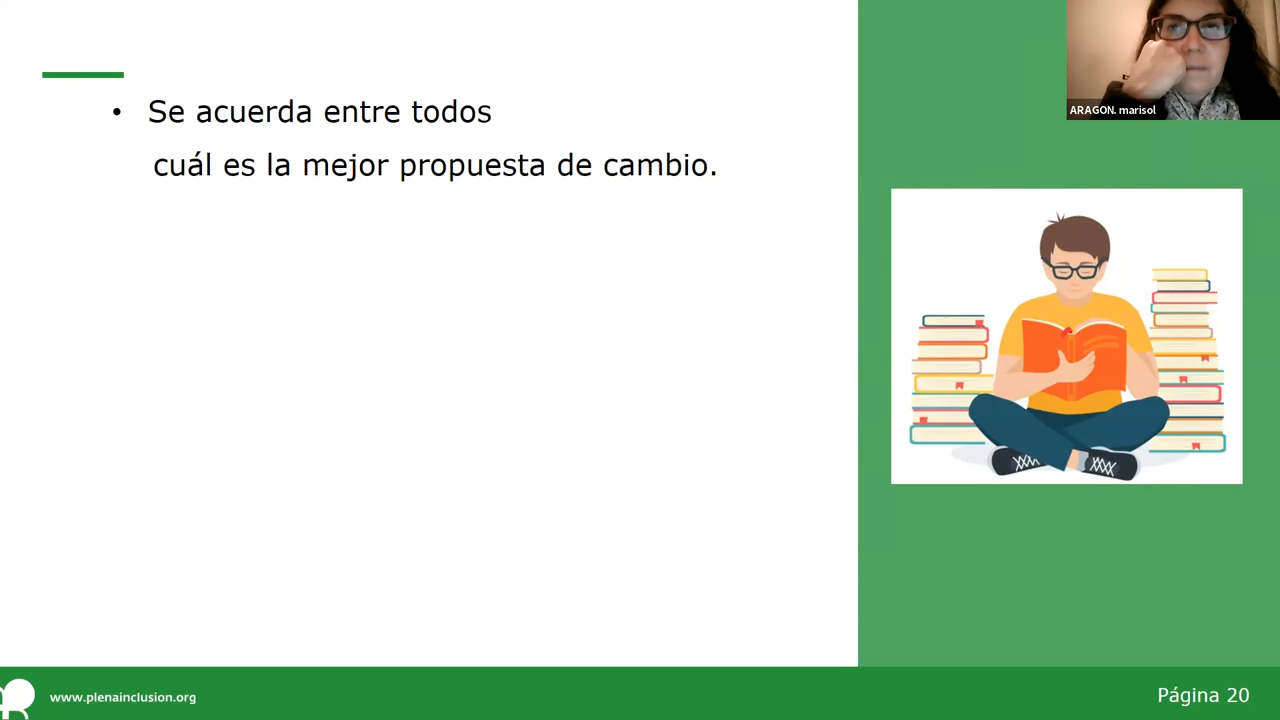 ARAGON. marisol
• Se acuerda entre todos
cuál es la mejor propuesta de cambio.
www.plenainclusion.org
Página 20